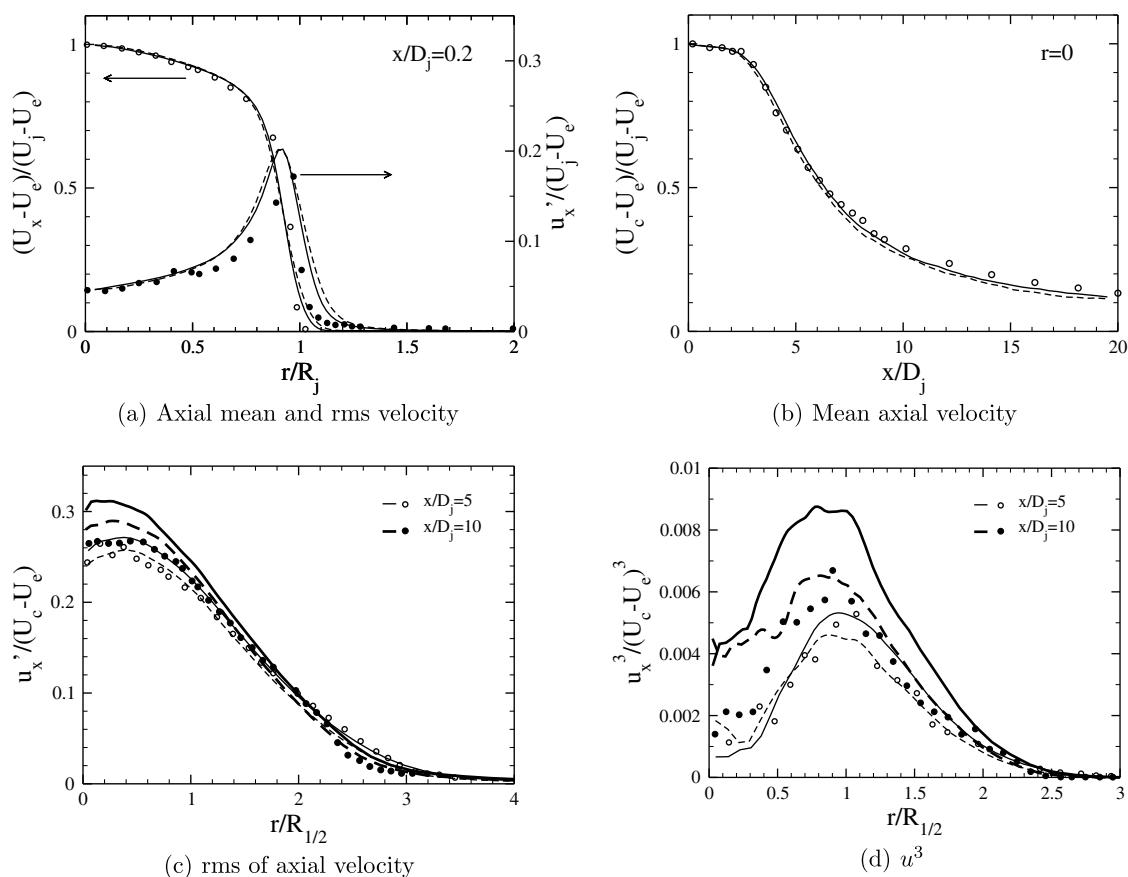 x/D_j=0.2
(U_x-U_e)/(U_j-U_e)
1
0.5
0
0.3
0.2
0.1
0
u_x'/(U_j-U_e)
0 0.5 1 1.5 2
r/R_j
(a) Axial mean and rms velocity
r=0
(U_c-U_e)/(U_j-U_e)
1
0.5
0
0 5 10 15 20
x/D_j
(b) Mean axial velocity
x/D_j=5
x/D_j=10
u_x'/(U_c-U_e)
0.3
0.2
0.1
0
0 1 2 3 4
r/R_{1/2}
(c) rms of axial velocity
x/D_j=5
x/D_j=10
u_x^3/(U_c-U_e)^3
0.01
0.008
0.006
0.004
0.002
0
0 0.5 1 1.5 2 2.5 3
r/R_{1/2}
(d) u^3